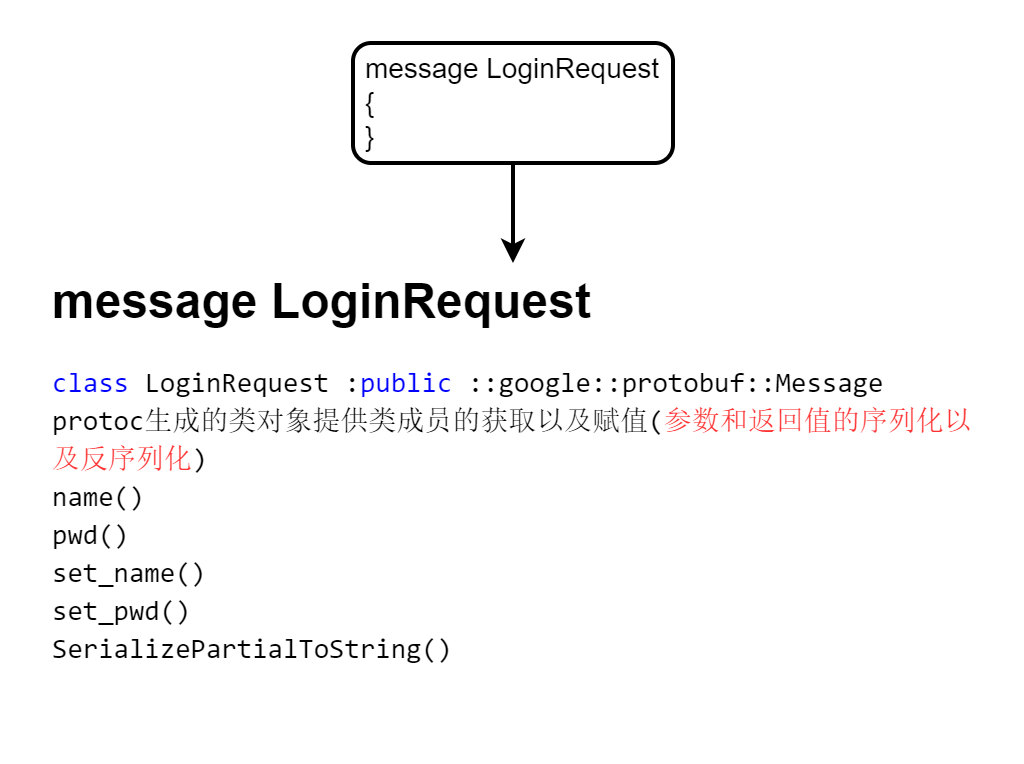 message LoginRequest
{
}
message LoginRequest
class LoginRequest :public ::google::protobuf::Message
protoc生成的类对象提供类成员的获取以及赋值(参数和返回值的序列化以
及反序列化)
name()
pwd()
set_name()
set_pwd()
SerializePartialToString()